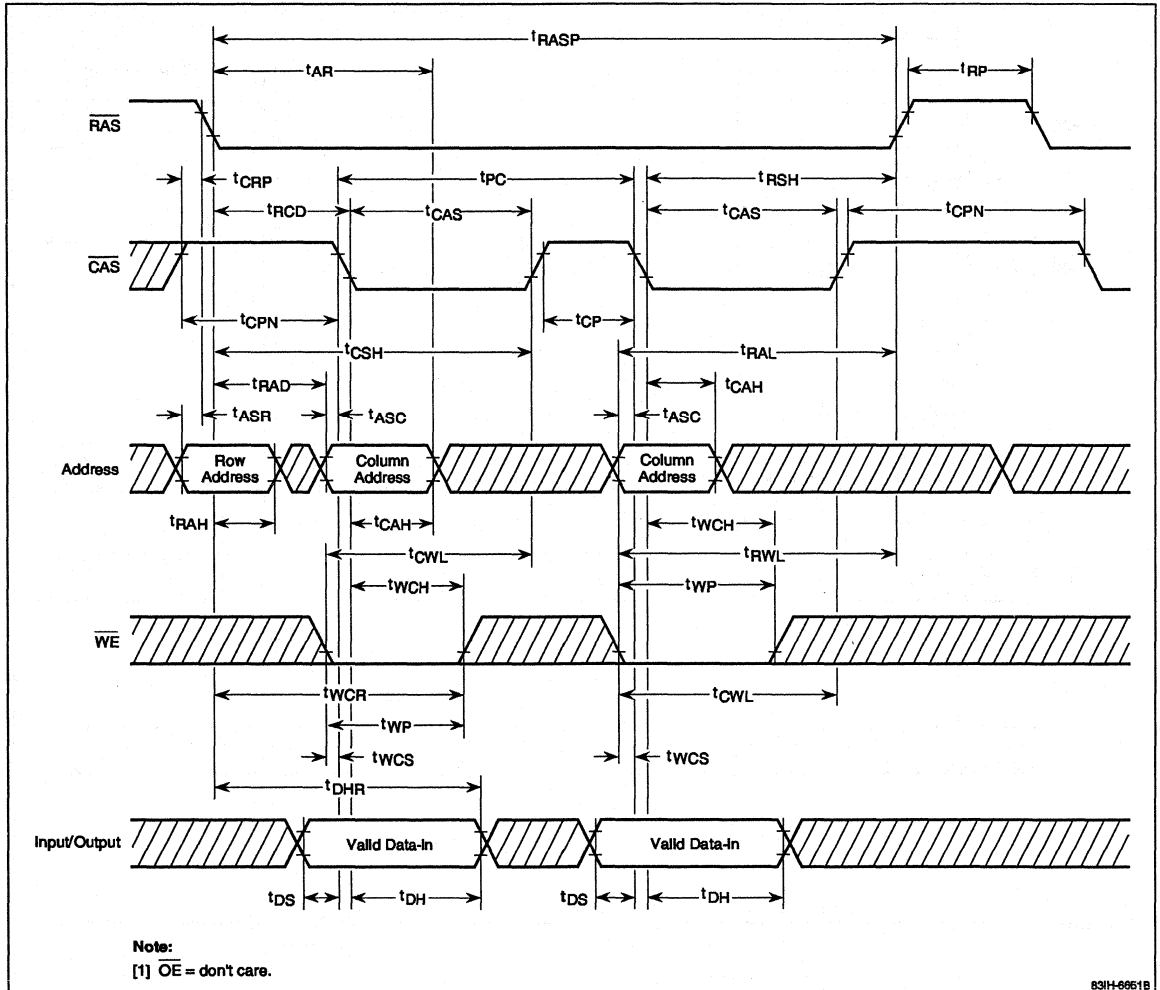 tRASP
tAR
tRP
RAS
tCRP
tPC
tRSH
tRCD
tCAS
tCAS
tCPN
CAS
tCPN
tCP
tCSH
tRAL
tRAD
tCAH
tASR
tASC
tASC
Address
Row Address
Column Address
Column Address
tRAH
tCAH
tWCH
tCWL
tRWL
tWCH
tWP
WE
tWCR
tCWL
tWP
tWCS
tWCS
tDHR
Input/Output
Valid Data-In
Valid Data-In
tDS
tDH
tDS
tDH
Note:
[1] OE = don't care.
83IH-6651B